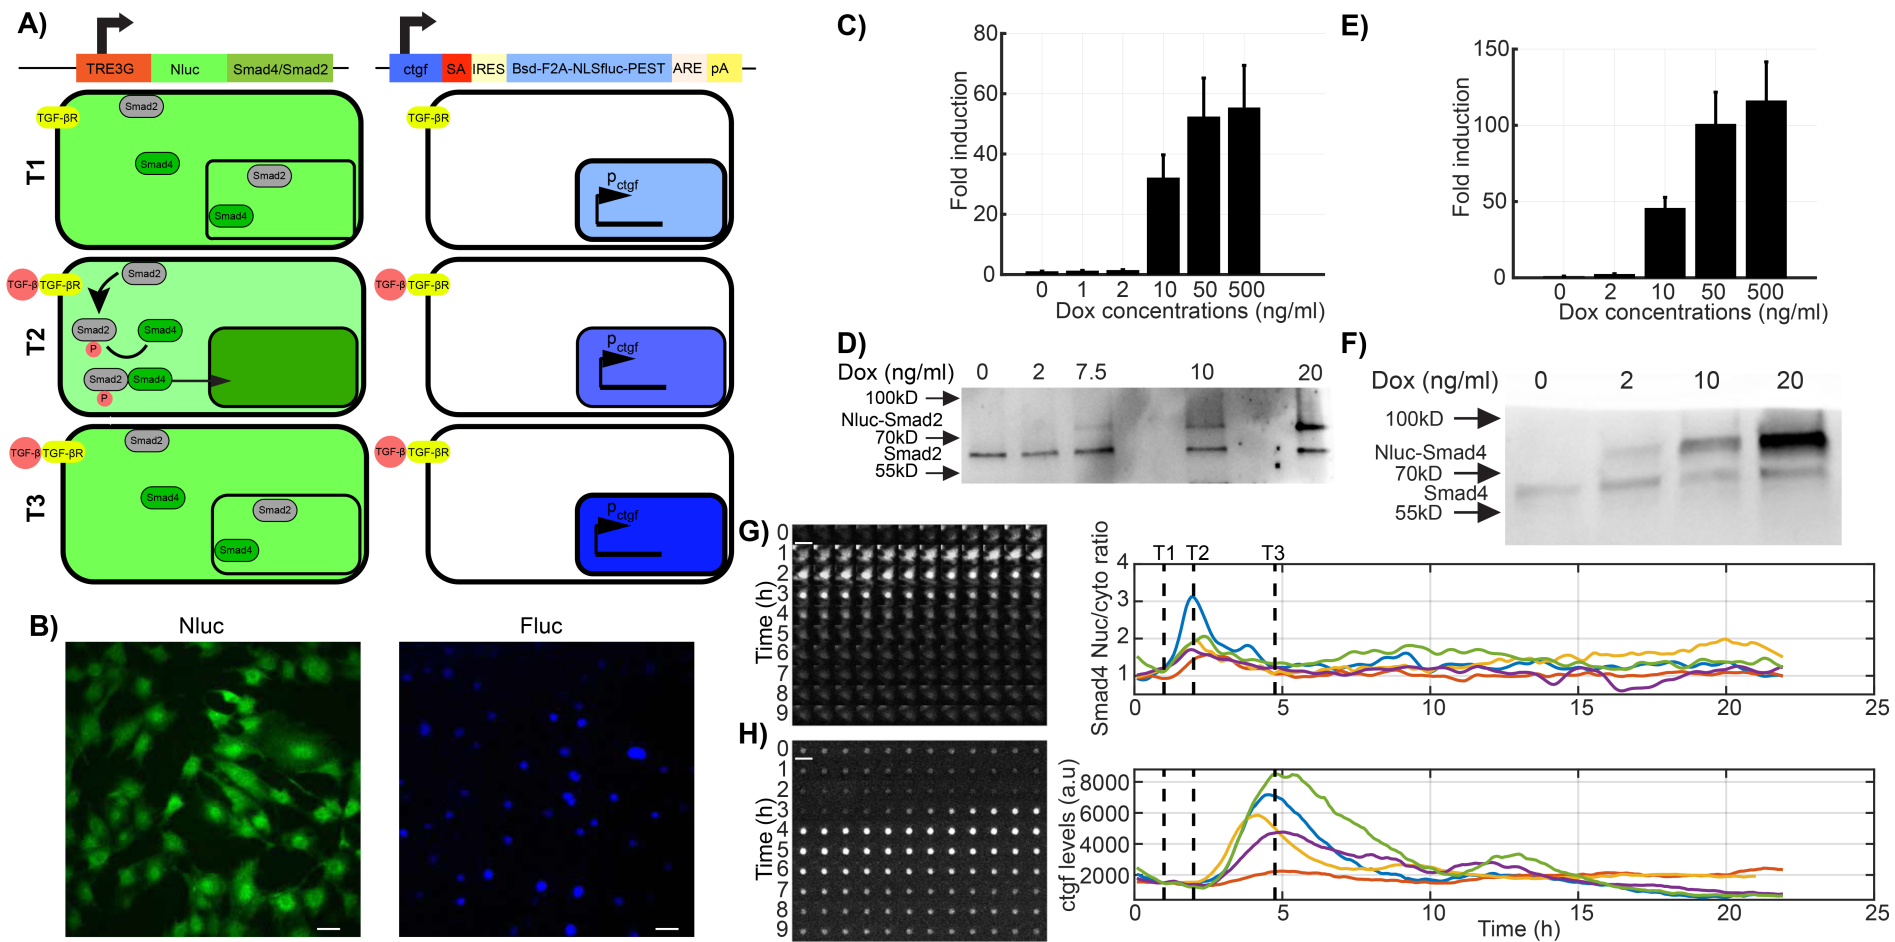 A)
TRE3G Nluc Smad4/Smad2
ctgf SA IRES Bsd-F2A-NLSfluc-PEST ARE pA
T1
TGF-βR Smad2
Smad4
Smad2
Smad4
TGF-βR
pctgf
T2
TGF-β TGF-βR Smad2
Smad2 Smad4
P
Smad2 Smad4
P
TGF-β TGF-βR
pctgf
T3
TGF-β TGF-βR Smad2
Smad4
Smad2
Smad4
TGF-β TGF-βR
pctgf
B)
Nluc Fluc
C)
Fold induction
80
60
40
20
0
0 1 2 10 50 500
Dox concentrations (ng/ml)
D)
Dox (ng/ml) 0 2 7.5 10 20
100kD
Nluc-Smad2
70kD
Smad2
55kD
E)
Fold induction
150
100
50
0
0 2 10 50 500
Dox concentrations (ng/ml)
F)
Dox (ng/ml) 0 2 10 20
100kD
Nluc-Smad4
70kD
Smad4
55kD
G)
Time (h)
0
1
2
3
4
5
6
7
8
9
Smad4 Nuc/cyto ratio
T1 T2 T3
4
3
2
1
0 5 10 15 20 25
H)
Time (h)
0
1
2
3
4
5
6
7
8
9
ctgf levels (a.u)
8000
6000
4000
2000
0 5 10 15 20 25
Time (h)